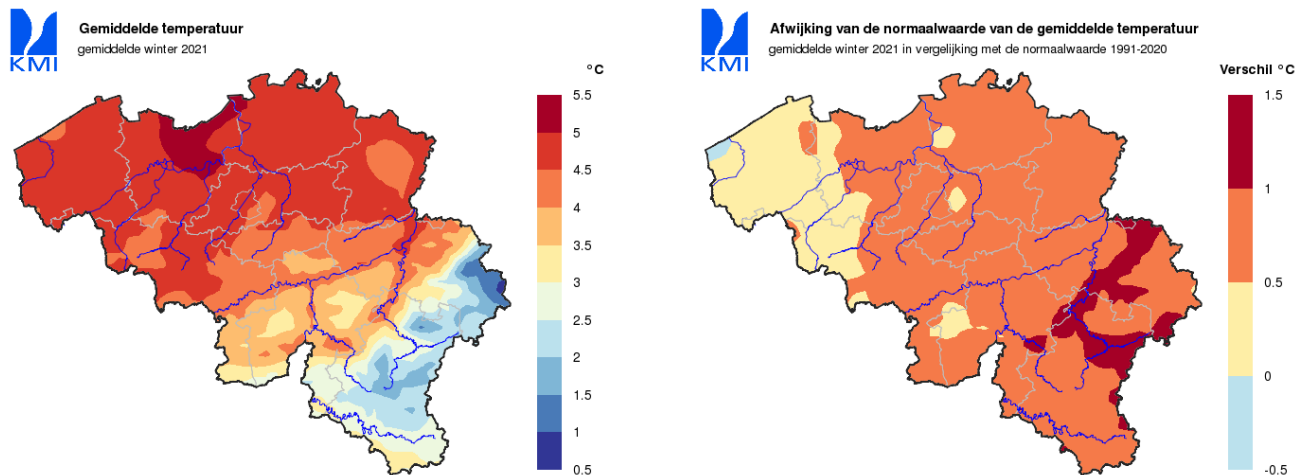 KMI
Gemiddelde temperatuur
gemiddelde winter 2021
°C
5.5
5
4.5
4
3.5
3
2.5
2
1.5
1
0.5
KMI
Afwijking van de normaalwaarde van de gemiddelde temperatuur
gemiddelde winter 2021 in vergelijking met de normaalwaarde 1991-2020
Verschil °C
1.5
1
0.5
0
-0.5